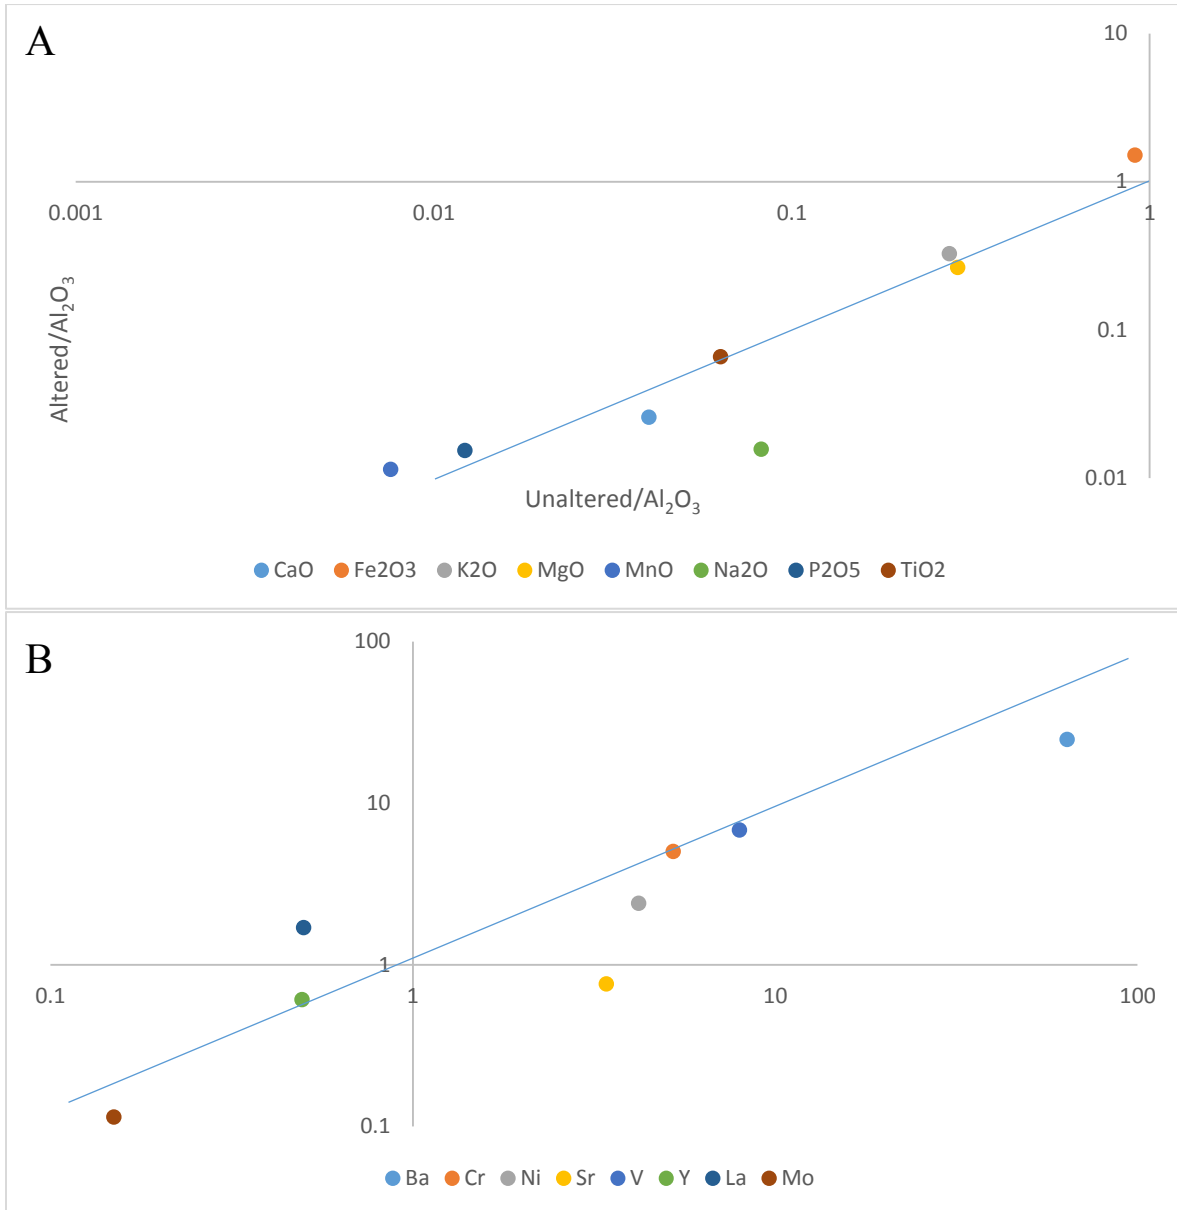 A
10
1
0.001
0.01
0.1
1
Altered/Al₂O₃
0.1
0.01
Unaltered/Al₂O₃
CaO Fe2O3 K2O MgO MnO Na2O P2O5 TiO2
B
100
10
1
0.1
1
10
100
0.1
Ba Cr Ni Sr V Y La Mo